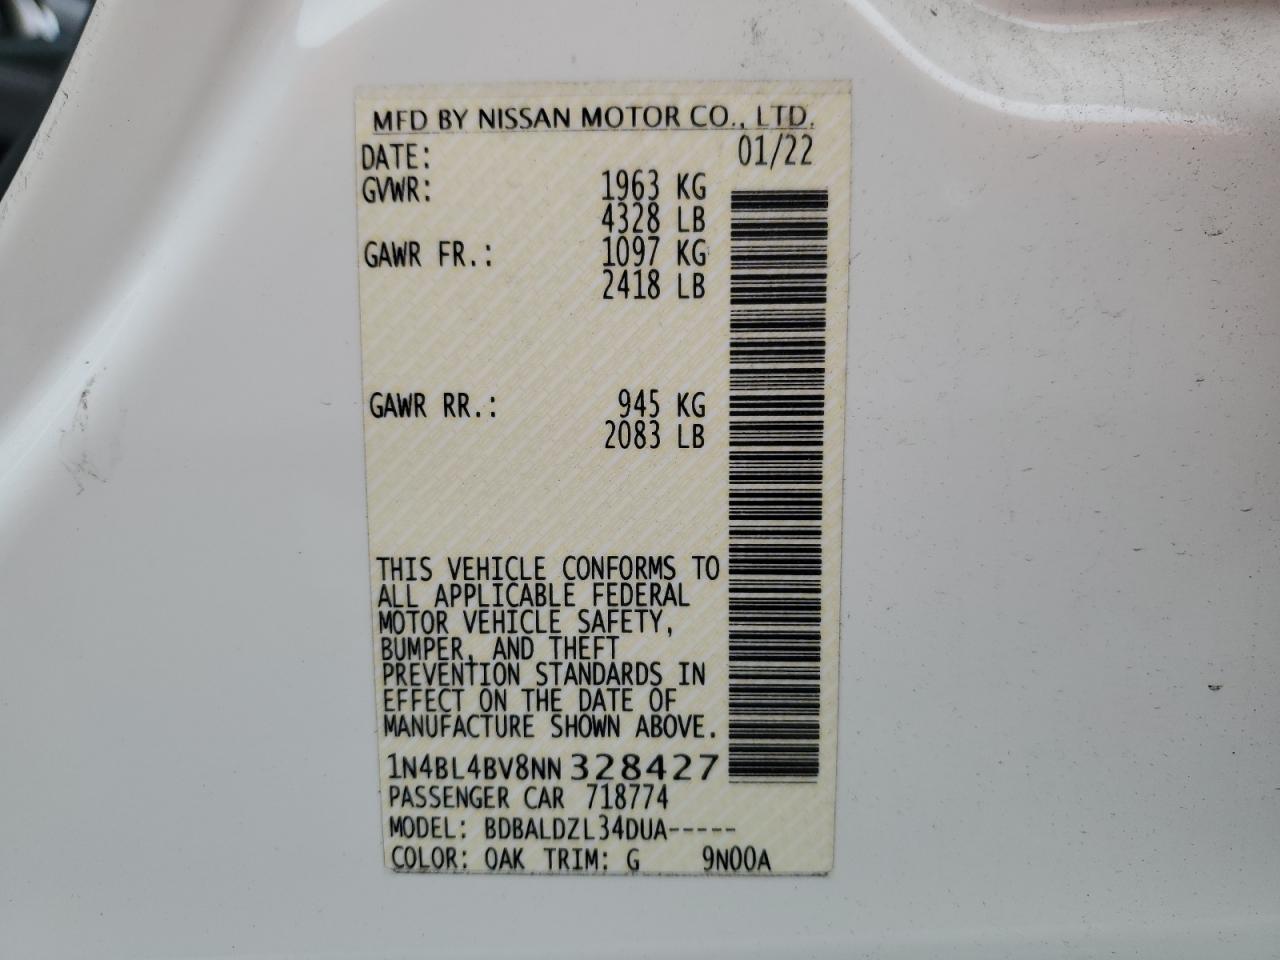 MFD BY NISSAN MOTOR CO., LTD.
DATE: 01/22
GVWR: 1963 KG
4328 LB
GAWR FR.: 1097 KG
2418 LB
GAWR RR.: 945 KG
2083 LB
THIS VEHICLE CONFORMS TO
ALL APPLICABLE FEDERAL
MOTOR VEHICLE SAFETY,
BUMPER, AND THEFT
PREVENTION STANDARDS IN
EFFECT ON THE DATE OF
MANUFACTURE SHOWN ABOVE.
1N4BL4BV8NN328427
PASSENGER CAR 718774
MODEL: BDBALDZL34DUA-----
COLOR: QAK TRIM: G 9N00A